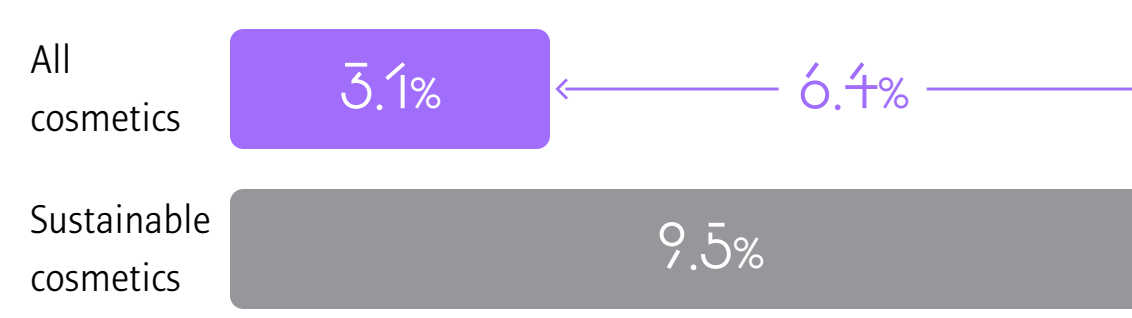 All
cosmetics
3.1%
6.4%
Sustainable
cosmetics
9.5%